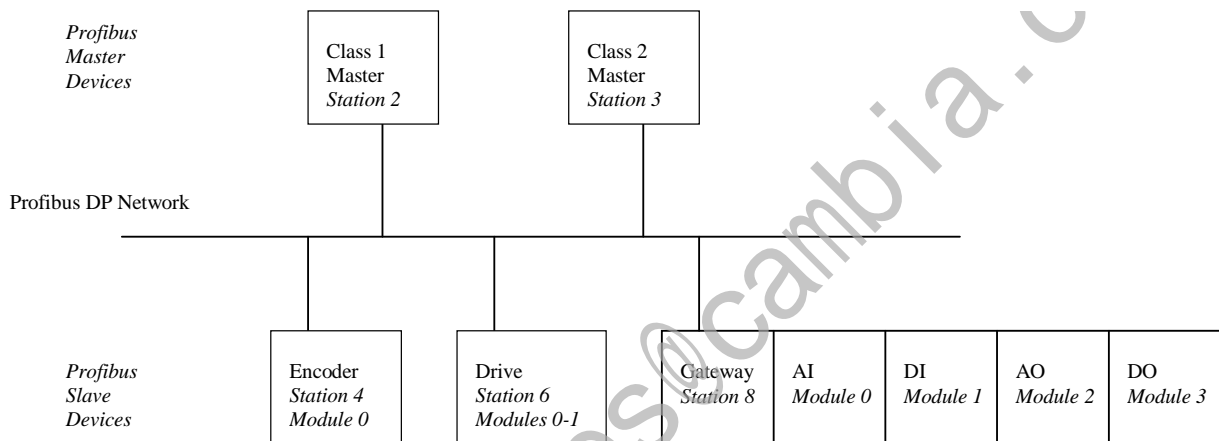 Profibus
Master
Devices
Class 1
Master
Station 2
Class 2
Master
Station 3
Profibus DP Network
Profibus
Slave
Devices
Encoder
Station 4
Module 0
Drive
Station 6
Modules 0-1
Gateway
Station 8
AI
Module 0
DI
Module 1
AO
Module 2
DO
Module 3
es@cambia.c